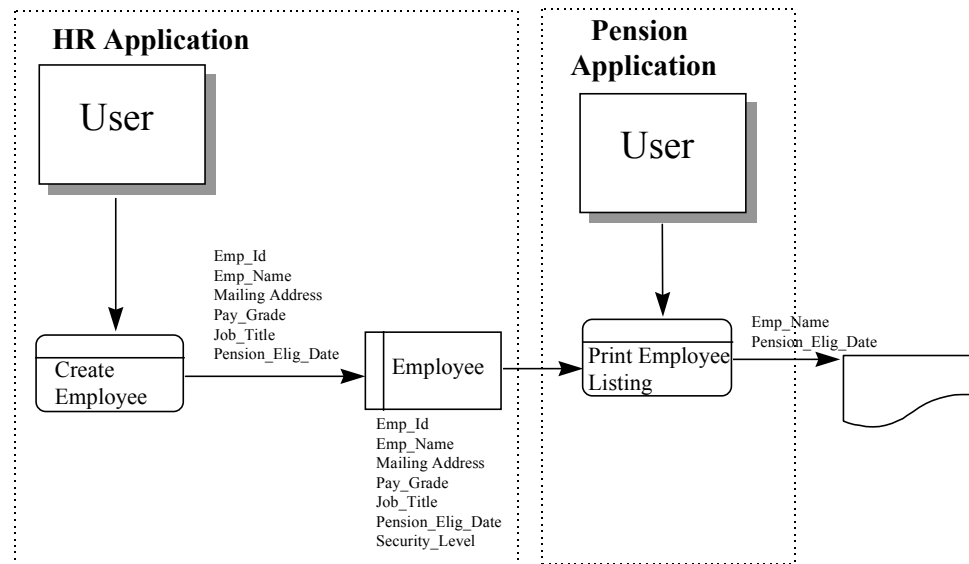 HR Application
User
Emp_Id
Emp_Name
Mailing Address
Pay_Grade
Job_Title
Pension_Elig_Date
Create
Employee
Employee
Emp_Id
Emp_Name
Mailing Address
Pay_Grade
Job_Title
Pension_Elig_Date
Security_Level
Pension
Application
User
Print Employee
Listing
Emp_Name
Pension_Elig_Date